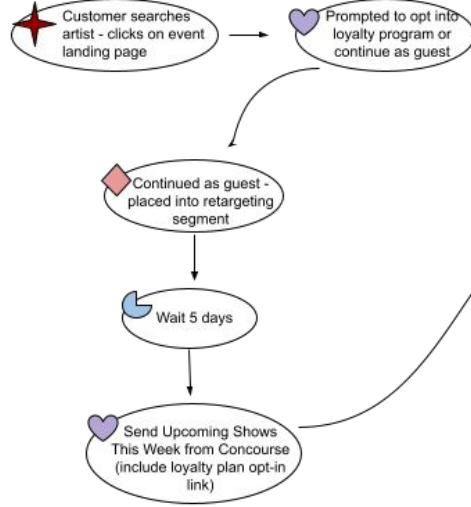 Customer searches
artist - clicks on event
landing page
Prompted to opt into
loyalty program or
continue as guest
Continued as guest -
placed into retargeting
segment
Wait 5 days
Send Upcoming Shows
This Week from Concourse
(include loyalty plan opt-in
link)